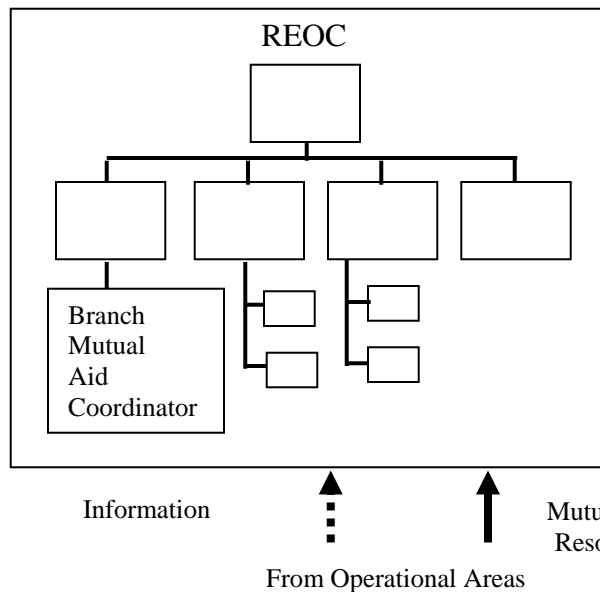 REOC
Branch
Mutual
Aid
Coordinator
Information
From Operational Areas